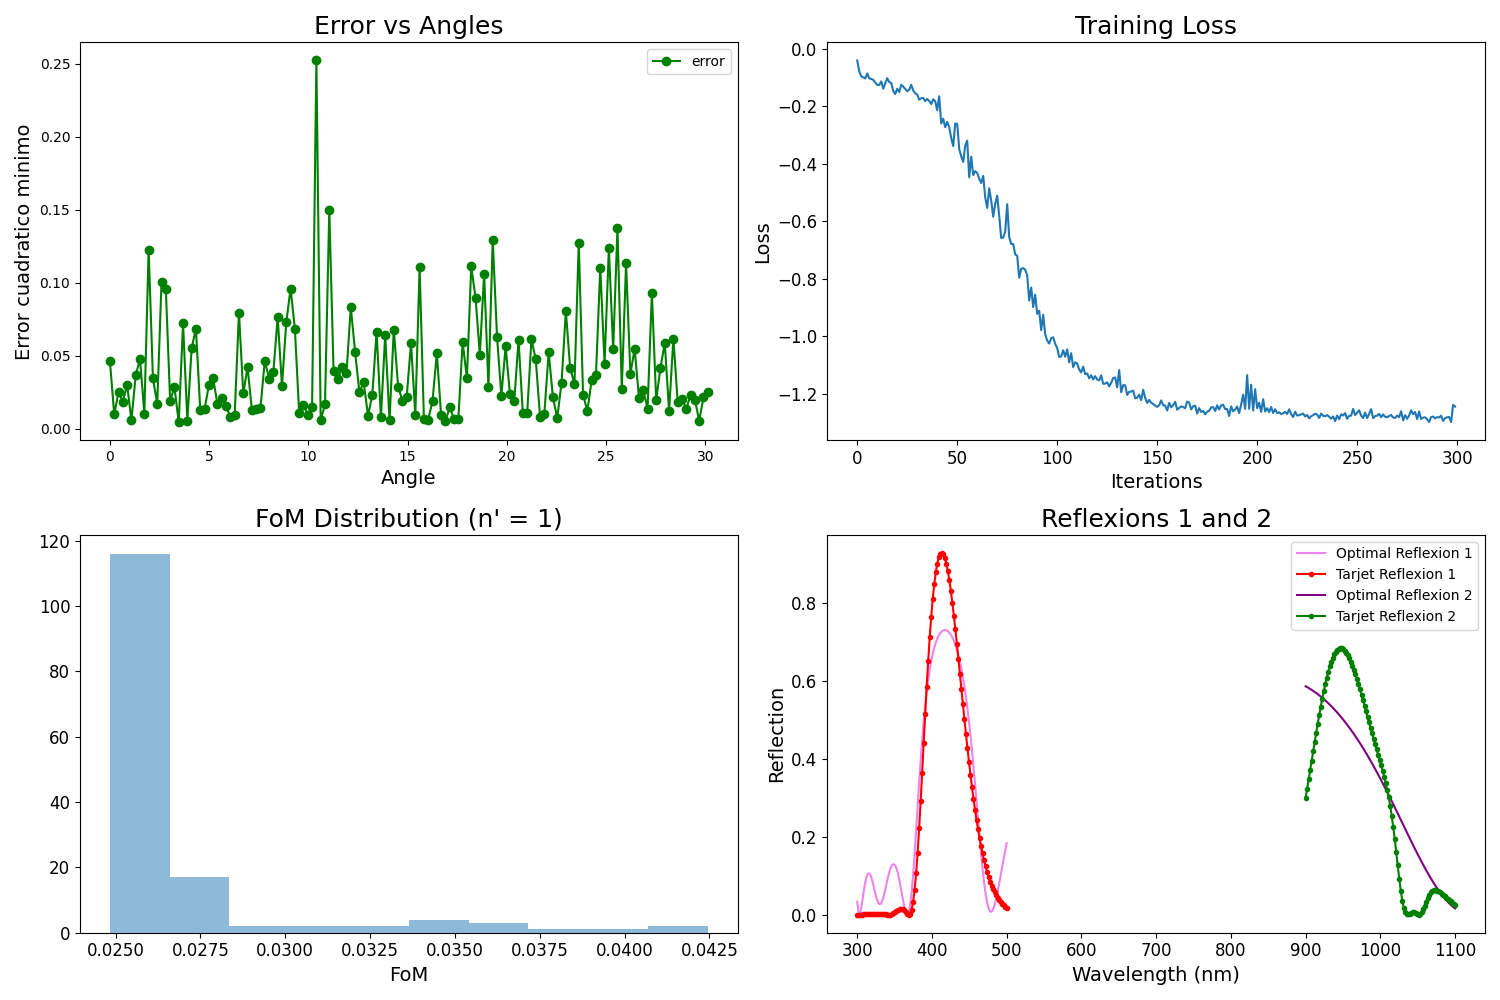 Error vs Angles
error
0.25
0.20
0.15
0.10
0.05
0.00
Error cuadratico minimo
0 5 10 15 20 25 30
Angle
Training Loss
0.0
−0.2
−0.4
−0.6
−0.8
−1.0
−1.2
Loss
0 50 100 150 200 250 300
Iterations
FoM Distribution (n' = 1)
120
100
80
60
40
20
0
0.0250 0.0275 0.0300 0.0325 0.0350 0.0375 0.0400 0.0425
FoM
Reflexions 1 and 2
Optimal Reflexion 1
Tarjet Reflexion 1
Optimal Reflexion 2
Tarjet Reflexion 2
0.8
0.6
0.4
0.2
0.0
Reflection
300 400 500 600 700 800 900 1000 1100
Wavelength (nm)